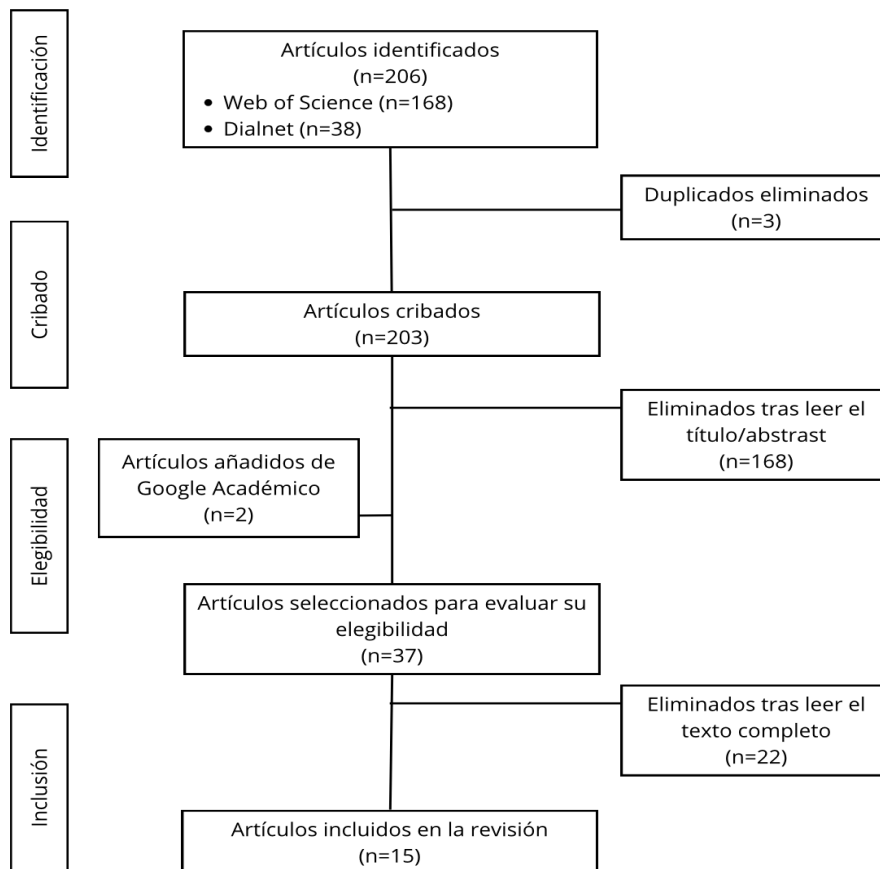 Identificación
Artículos identificados
(n=206)
• Web of Science (n=168)
• Dialnet (n=38)
Duplicados eliminados
(n=3)
Cribado
Artículos cribados
(n=203)
Eliminados tras leer el
título/abstrast
(n=168)
Elegibilidad
Artículos añadidos de
Google Académico
(n=2)
Artículos seleccionados para evaluar su
elegibilidad
(n=37)
Eliminados tras leer el
texto completo
(n=22)
Inclusión
Artículos incluidos en la revisión
(n=15)